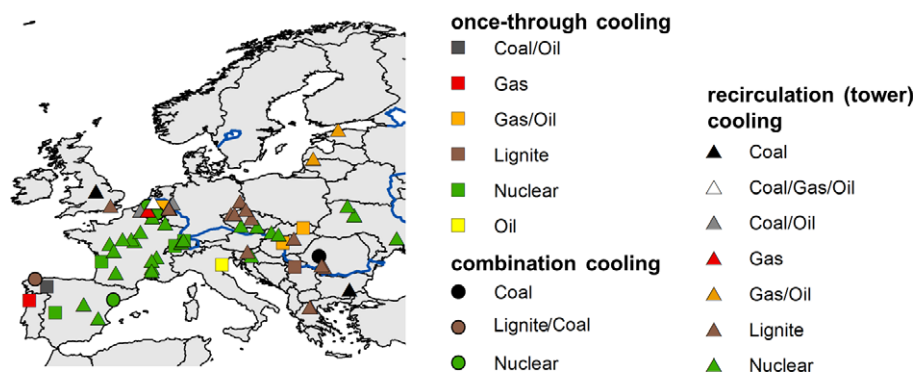 once-through cooling
Coal/Oil
Gas
Gas/Oil
Lignite
Nuclear
Oil
combination cooling
Coal
Lignite/Coal
Nuclear
recirculation (tower)
cooling
Coal
Coal/Gas/Oil
Coal/Oil
Gas
Gas/Oil
Lignite
Nuclear